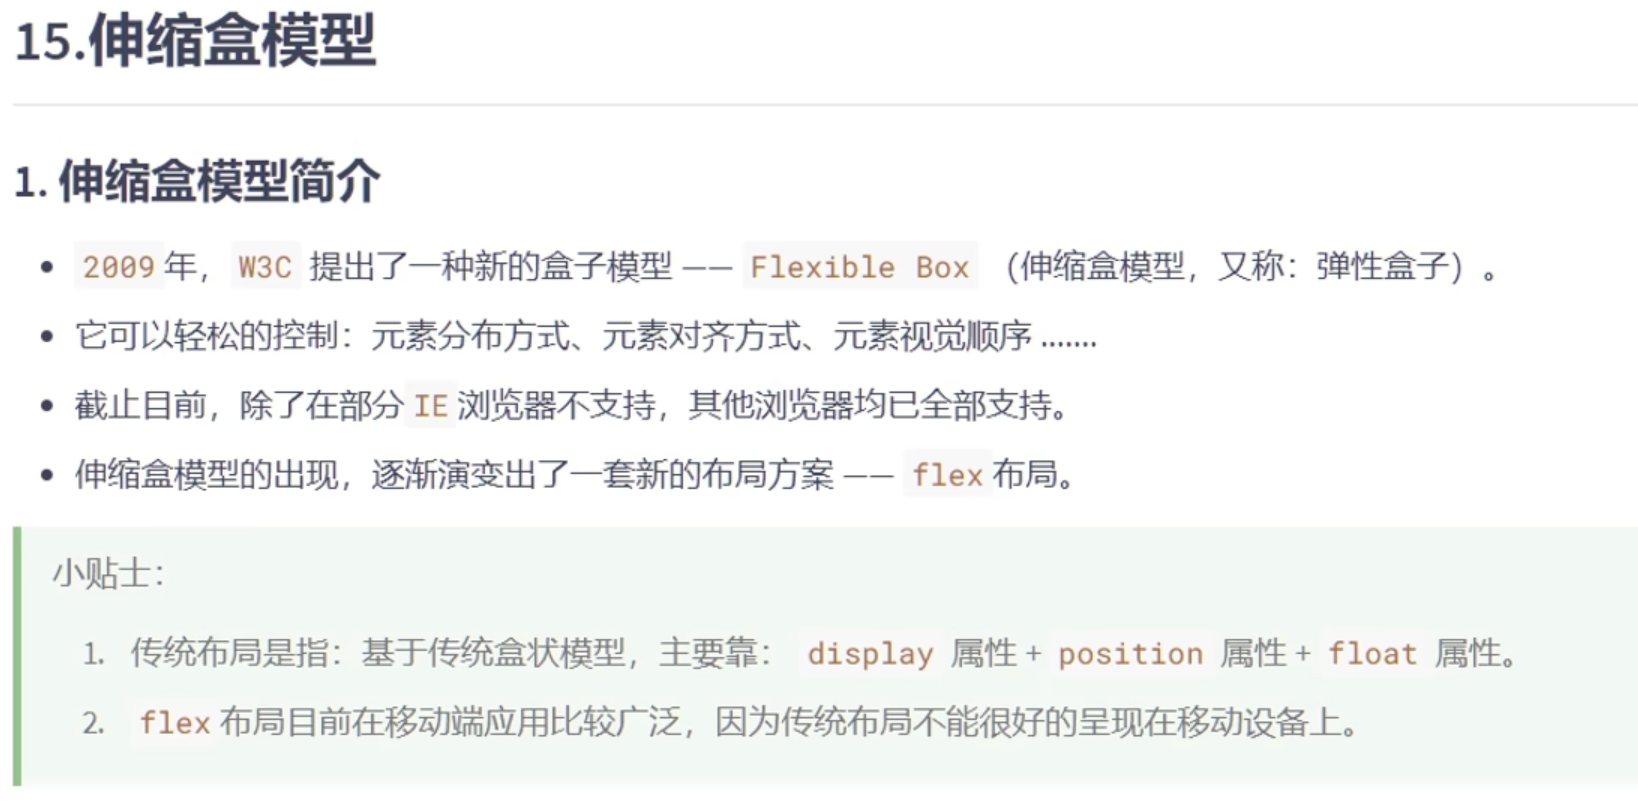 15.伸缩盒模型
1. 伸缩盒模型简介
• 2009年，W3C 提出了一种新的盒子模型 —— Flexible Box （伸缩盒模型，又称：弹性盒子）。
• 它可以轻松的控制：元素分布方式、元素对齐方式、元素视觉顺序 .......
• 截止目前，除了在部分 IE 浏览器不支持，其他浏览器均已全部支持。
• 伸缩盒模型的出现，逐渐演变出了一套新的布局方案 —— flex 布局。
小贴士：
1. 传统布局是指：基于传统盒状模型，主要靠： display 属性 + position 属性 + float 属性。
2. flex 布局目前在移动端应用比较广泛，因为传统布局不能很好的呈现在移动设备上。